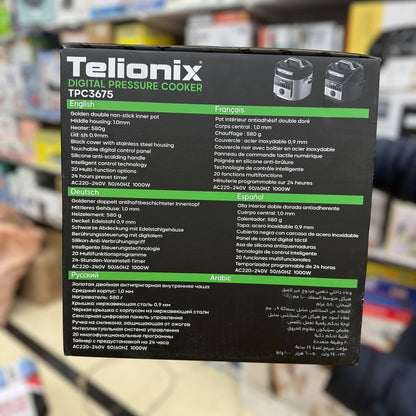 Telionix
DIGITAL PRESSURE COOKER
TPC3675
English
Golden double non-stick inner pot
Middle housing: 1.0mm
Heater: 580g
Lid: s/s 0.9mm
Black cover with stainless steel housing
Touchable digital control panel
Silicone anti-scalding handle
Intelligent control technology
20 Multi-function options
24 hours preset timer
AC220-240V 50/60HZ 1000W
Français
Pot intérieur antiadhésif double doré
Corps central : 1,0 mm
Chauffage : 580 g
Couvercle : acier inoxydable 0,9 mm
Couvercle noir avec boîtier en acier inoxydable
Panneau de commande tactile numérique
Poignée en silicone anti-brûlure
Technologie de contrôle intelligente
20 fonctions multifonctions
Minuterie programmable sur 24 heures
AC220-240V 50/60HZ 1000W
Deutsch
Goldener doppelt antihaftbeschichteter Innentopf
Mittleres Gehäuse: 1,0 mm
Heizelement: 580 g
Deckel: Edelstahl 0,9 mm
Schwarze Abdeckung mit Edelstahlgehäuse
Berührungssteuerung mit digitalem
Silikon-Anti-Verbrühungsgriff
Intelligente Steuerungstechnologie
20 Multifunktionsprogramme
24-Stunden-Voreinstell Timer
AC220-240V 50/60HZ 1000W
Español
Olla interior doble dorada antiadherente
Cuerpo central: 1,0 mm
Calentador: 580 g
Tapa: acero inoxidable 0,9 mm
Cubierta negra con carcasa de acero inoxidable
Panel de control digital táctil
Asa de silicona antiquemaduras
Tecnología de control inteligente
20 funciones multifuncionales
Temporizador programable de 24 horas
AC220-240V 50/60HZ 1000W
Русский
Золотая двойная антипригарная внутренняя чаша
Средний корпус: 1,0 мм
Нагреватель: 580 г
Крышка: нержавеющая сталь 0,9 мм
Чёрная крышка с корпусом из нержавеющей стали
Сенсорная цифровая панель управления
Ручка из силикона, защищающая от ожогов
Интеллектуальная система управления
20 многофункциональных программ
Таймер с предустановкой на 24 часа
AC220-240V 50/60HZ 1000W
Arabic
وعاء داخلي ذهبي مزدوج غير لاصق